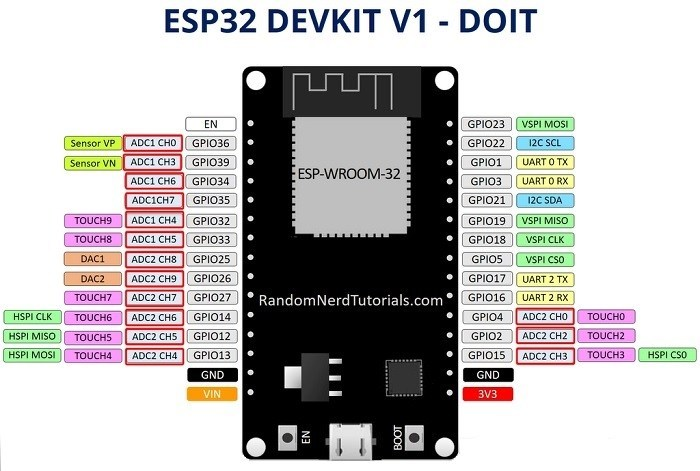 ESP32 DEVKIT V1 - DOIT
EN
Sensor VP ADC1 CH0 GPIO36
Sensor VN ADC1 CH3 GPIO39
ADC1 CH6 GPIO34
ADC1CH7 GPIO35
TOUCH9 ADC1 CH4 GPIO32
TOUCH8 ADC1 CH5 GPIO33
DAC1 ADC2 CH8 GPIO25
DAC2 ADC2 CH9 GPIO26
TOUCH7 ADC2 CH7 GPIO27
HSPI CLK TOUCH6 ADC2 CH6 GPIO14
HSPI MISO TOUCH5 ADC2 CH5 GPIO12
HSPI MOSI TOUCH4 ADC2 CH4 GPIO13
GND
VIN
ESP-WROOM-32
RandomNerdTutorials.com
EN
BOOT
GPIO23 VSPI MOSI
GPIO22 I2C SCL
GPIO1 UART 0 TX
GPIO3 UART 0 RX
GPIO21 I2C SDA
GPIO19 VSPI MISO
GPIO18 VSPI CLK
GPIO5 VSPI CS0
GPIO17 UART 2 TX
GPIO16 UART 2 RX
GPIO4 ADC2 CH0 TOUCH0
GPIO2 ADC2 CH2 TOUCH2
GPIO15 ADC2 CH3 TOUCH3 HSPI CS0
GND
3V3